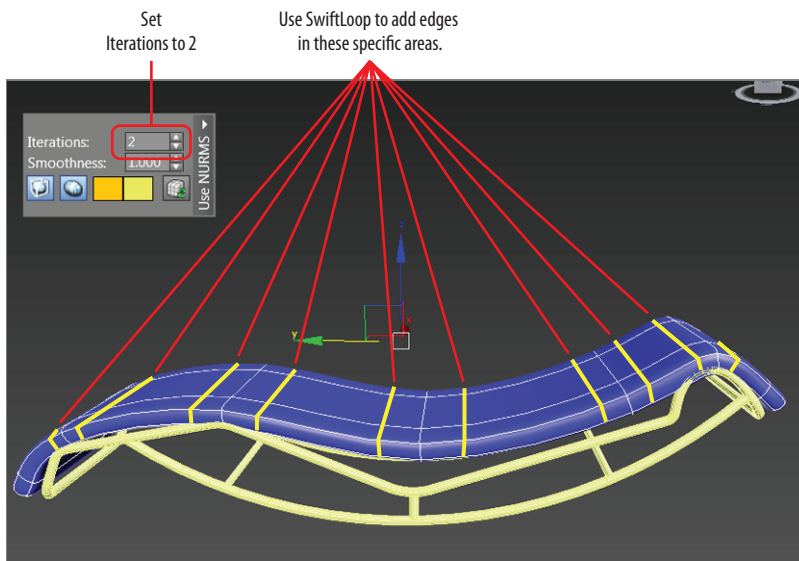 Set
Iterations to 2
Use SwiftLoop to add edges
in these specific areas.
Iterations:
2
Smoothness:
1.000
Use NURMS
z
x
y